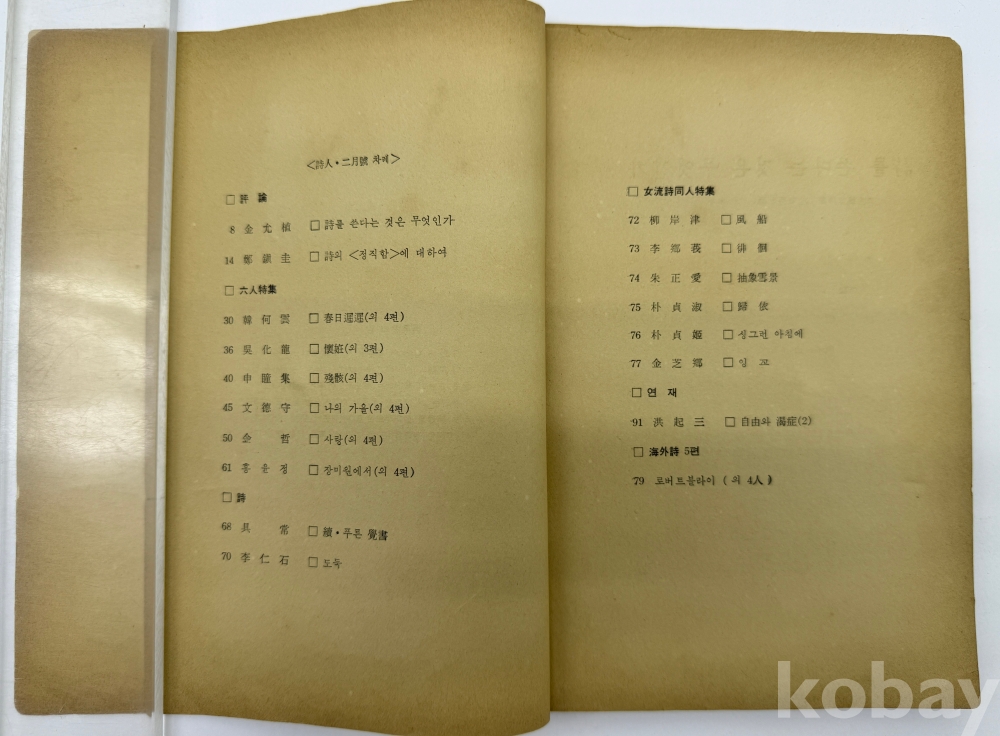 <詩人・二月號 차례>
□ 評論
8 金尤植 □ 詩를 쓴다는 것은 무엇인가
14 鄭鎭圭 □ 詩의 <정직함>에 대하여
□ 六人特集
30 韓何雲 □ 春日遲遲(외 4편)
36 吳化龍 □ 懷妊(외 3편)
40 申瞳集 □ 殘骸(외 4편)
45 文德守 □ 나의 가을(외 4편)
50 金哲 □ 사랑(외 4편)
61 홍윤정 □ 장미원에서(외 4편)
□ 詩
68 具常 □ 續・푸른 覺書
70 李仁石 □ 도둑
□ 女流詩同人特集
72 柳岸津 □ 風船
73 李鄕莪 □ 徘徊
74 朱正愛 □ 抽象雪景
75 朴貞淑 □ 歸依
76 朴貞姬 □ 싱그런 아침에
77 金芝鄕 □ 잉꼬
□ 연재
91 洪起三 □ 自由와 渴症(2)
□ 海外詩 5편
79 로버트블라이 (외 4人)
kobay